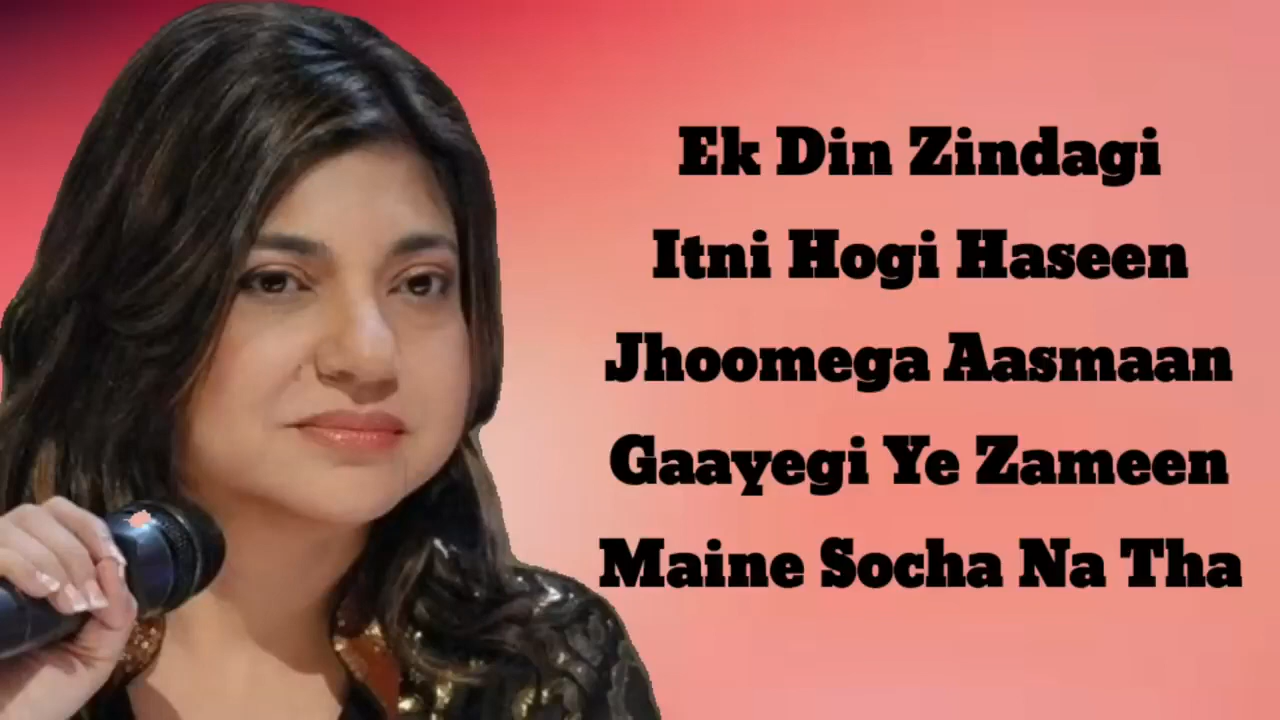 Ek Din Zindagi
Itni Hogi Haseen
Jhoomega Aasmaan
Gaayegi Ye Zameen
Maine Socha Na Tha